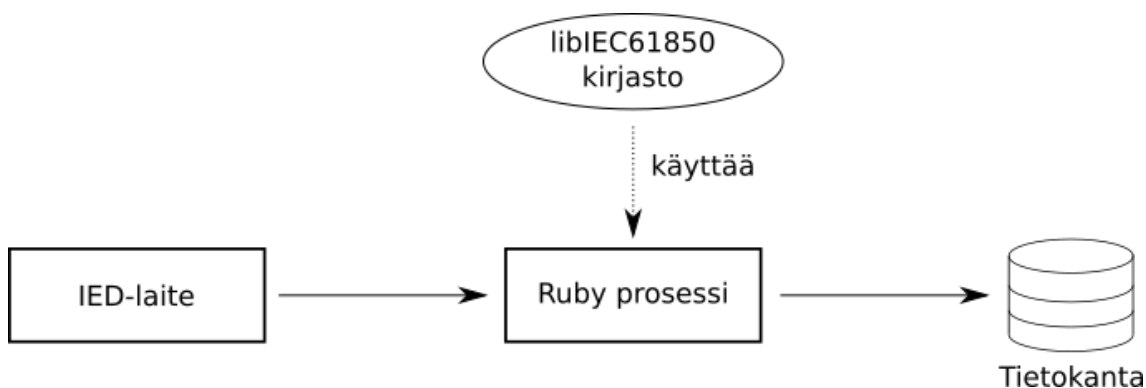 libIEC61850
kirjasto
käyttää
IED-laite
Ruby prosessi
Tietokanta